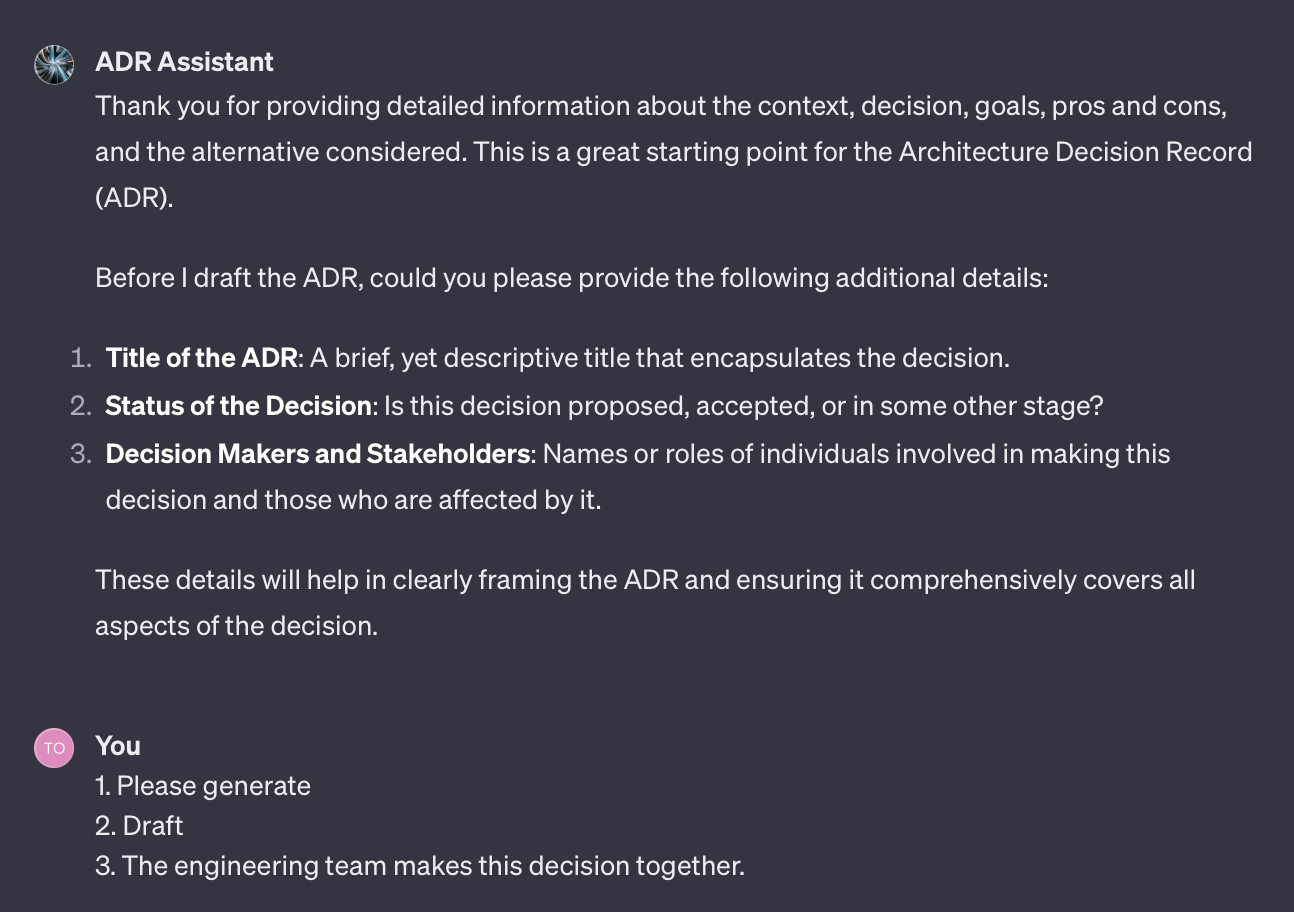 ADR Assistant
Thank you for providing detailed information about the context, decision, goals, pros and cons,
and the alternative considered. This is a great starting point for the Architecture Decision Record
(ADR).
Before I draft the ADR, could you please provide the following additional details:
1. Title of the ADR: A brief, yet descriptive title that encapsulates the decision.
2. Status of the Decision: Is this decision proposed, accepted, or in some other stage?
3. Decision Makers and Stakeholders: Names or roles of individuals involved in making this
decision and those who are affected by it.
These details will help in clearly framing the ADR and ensuring it comprehensively covers all
aspects of the decision.
TO
You
1. Please generate
2. Draft
3. The engineering team makes this decision together.